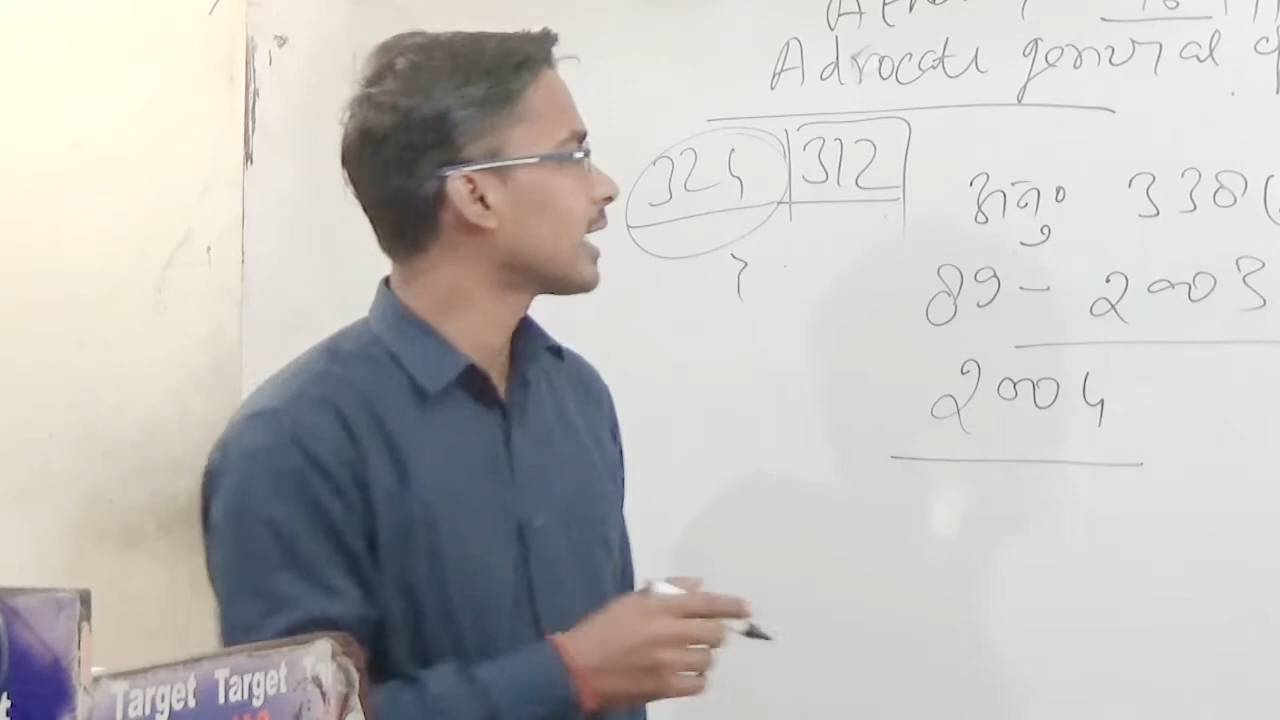 Advocate general
324 312
अनु० 338
89 - 2003
2004
Target Target